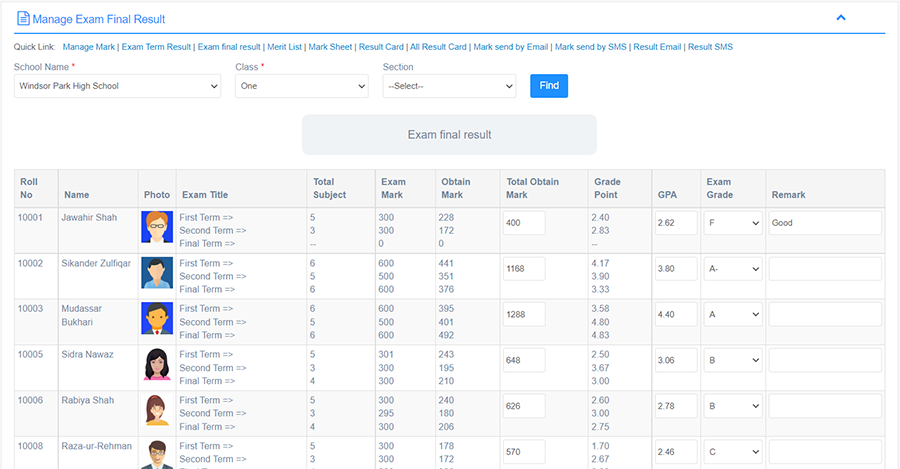 Manage Exam Final Result
Quick Link: Manage Mark | Exam Term Result | Exam final result | Merit List | Mark Sheet | Result Card | All Result Card | Mark send by Email | Mark send by SMS | Result Email | Result SMS
School Name * Class * Section
Windsor Park High School One --Select-- Find
Exam final result
Roll No Name Photo Exam Title Total Subject Exam Mark Obtain Mark Total Obtain Mark Grade Point GPA Exam Grade Remark
10001 Jawahir Shah First Term => 5 300 228 400 2.40 2.62 F Good
Second Term => 3 300 172 2.83
Final Term => -- 0 0 --
10002 Sikander Zulfiqar First Term => 6 600 441 1168 4.17 3.80 A-
Second Term => 5 500 351 3.90
Final Term => 6 600 376 3.33
10003 Mudassar Bukhari First Term => 6 600 395 1288 3.58 4.40 A
Second Term => 5 500 401 4.80
Final Term => 6 600 492 4.83
10005 Sidra Nawaz First Term => 5 301 243 648 2.50 3.06 B
Second Term => 3 300 195 3.67
Final Term => 4 300 210 3.00
10006 Rabiya Shah First Term => 5 300 240 626 2.60 2.78 B
Second Term => 3 295 180 3.00
Final Term => 4 300 206 2.75
10008 Raza-ur-Rehman First Term => 5 300 178 570 1.70 2.46 C
Second Term => 3 300 172 2.67